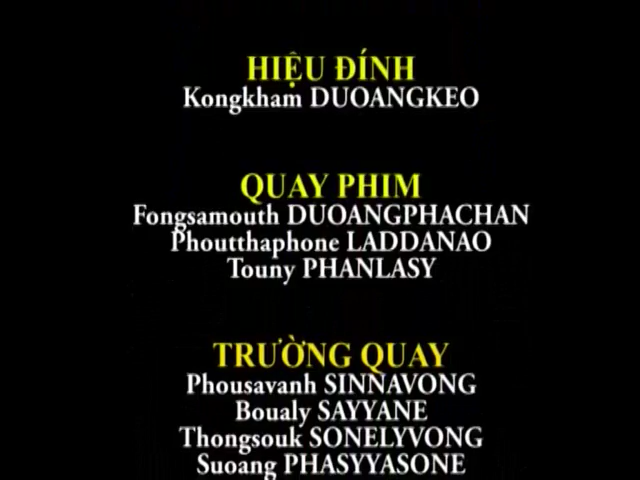 HIỆU ĐÍNH
Kongkham DUOANGKEO
QUAY PHIM
Fongsamouth DUOANGPHACHAN
Phoutthaphone LADDANAO
Touny PHANLASY
TRƯỜNG QUAY
Phousavanh SINNAVONG
Boualy SAYYANE
Thongsouk SONELYVONG
Suoang PHASYYASONE